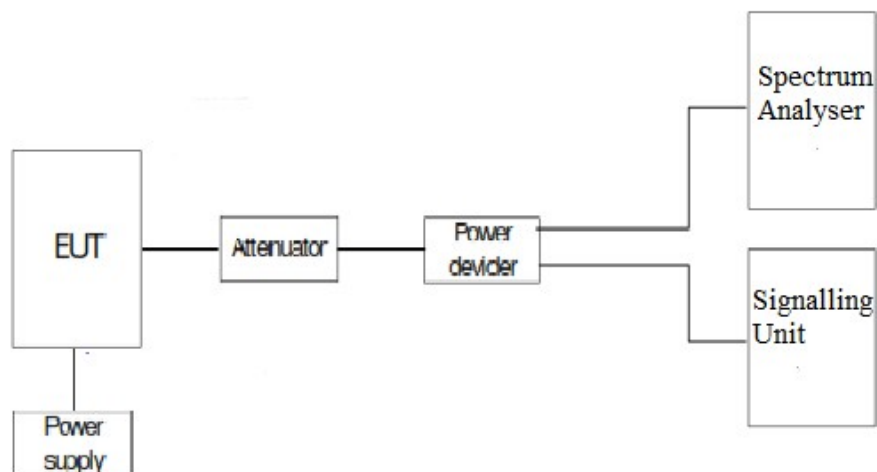 Spectrum
Analyser
EUT
Attenuator
Power
devider
Signalling
Unit
Power
supply